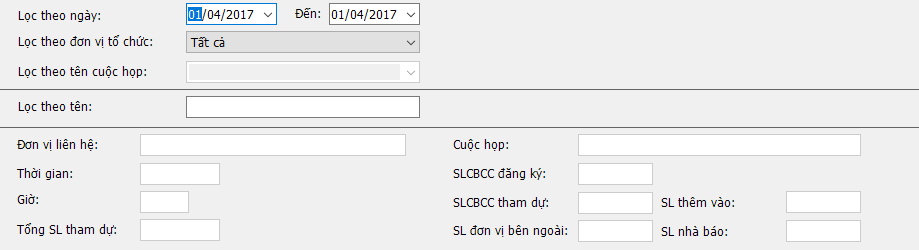 Lọc theo ngày: 01/04/2017 Đến: 01/04/2017
Lọc theo đơn vị tổ chức: Tất cả
Lọc theo tên cuộc họp:
Lọc theo tên:
Đơn vị liên hệ: Cuộc họp:
Thời gian: SLCBCC đăng ký:
Giờ: SLCBCC tham dự: SL thêm vào:
Tổng SL tham dự: SL đơn vị bên ngoài: SL nhà báo: